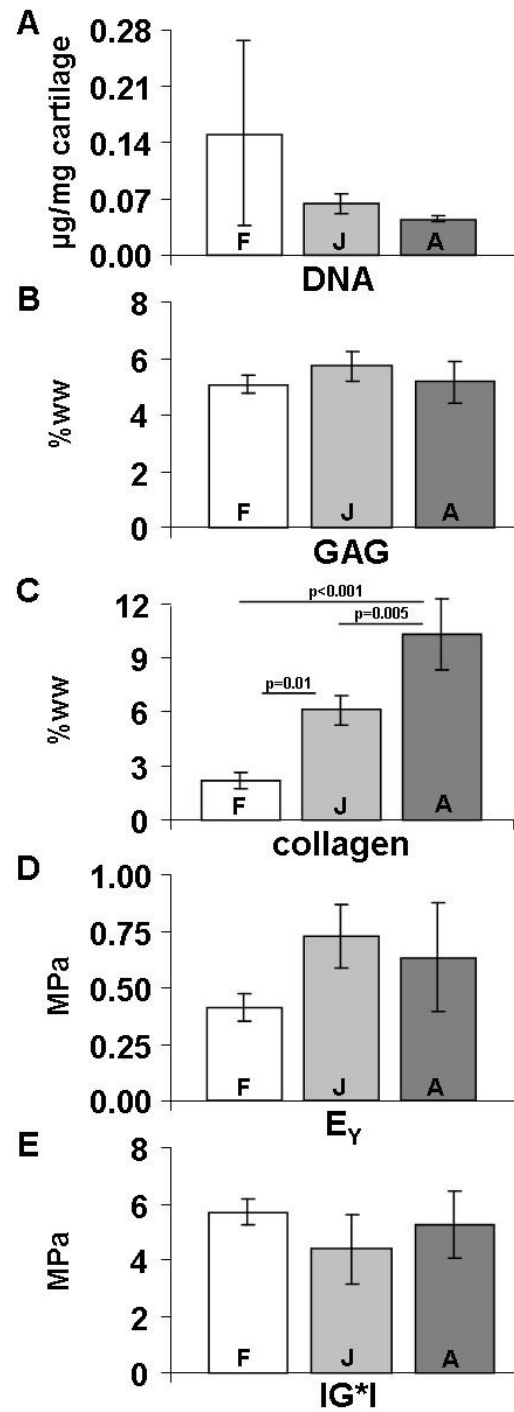 A
0.28
0.21
0.14
0.07
0.00
µg/mg cartilage
F J A
DNA
B
8
6
4
2
0
%ww
F J A
GAG
C
12
9
6
3
0
%ww
p<0.001
p=0.005
p=0.01
F J A
collagen
D
1.00
0.75
0.50
0.25
0.00
MPa
F J A
EY
E
8
6
4
2
0
MPa
F J A
IG*I